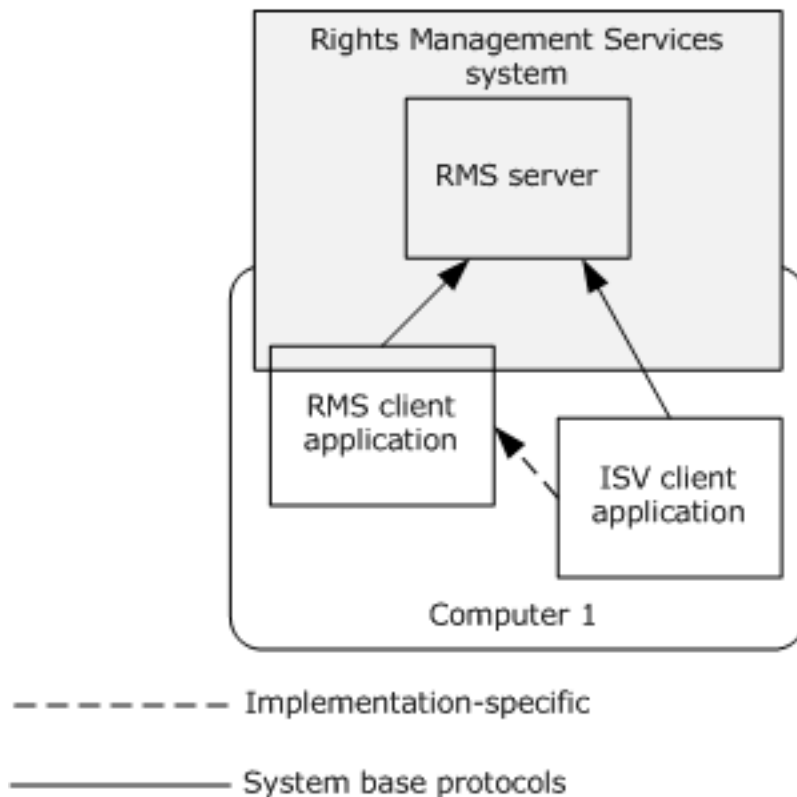 Rights Management Services
system
RMS server
RMS client
application
ISV client
application
Computer 1
Implementation-specific
System base protocols